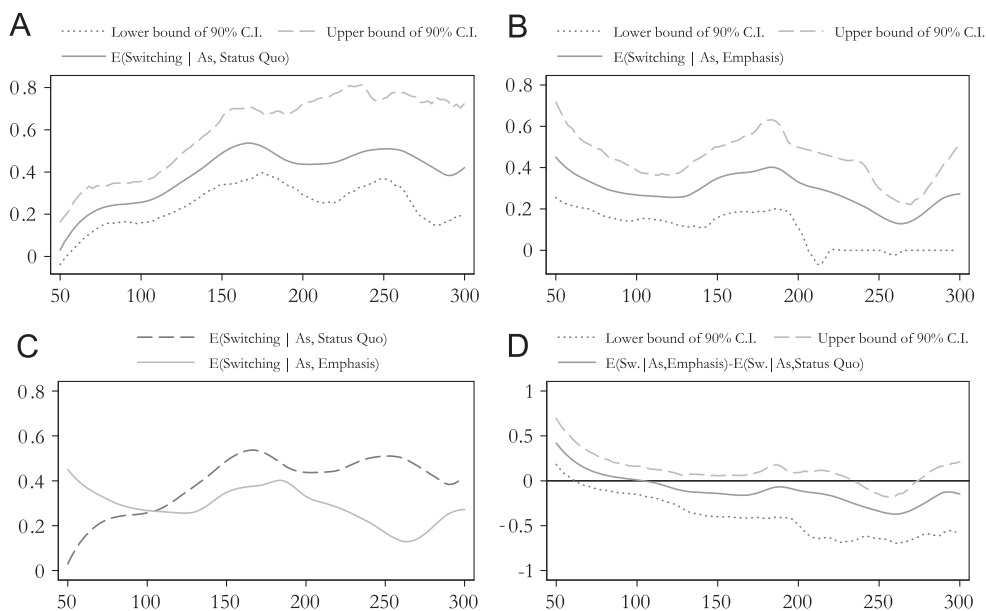 A
Lower bound of 90% C.I. Upper bound of 90% C.I.
E(Switching | As, Status Quo)
0.8
0.6
0.4
0.2
0
50 100 150 200 250 300
B
Lower bound of 90% C.I. Upper bound of 90% C.I.
E(Switching | As, Emphasis)
0.8
0.6
0.4
0.2
0
50 100 150 200 250 300
C
E(Switching | As, Status Quo)
E(Switching | As, Emphasis)
0.8
0.6
0.4
0.2
0
50 100 150 200 250 300
D
Lower bound of 90% C.I. Upper bound of 90% C.I.
E(Sw.|As,Emphasis)-E(Sw.|As,Status Quo)
1
0.5
0
-0.5
-1
50 100 150 200 250 300